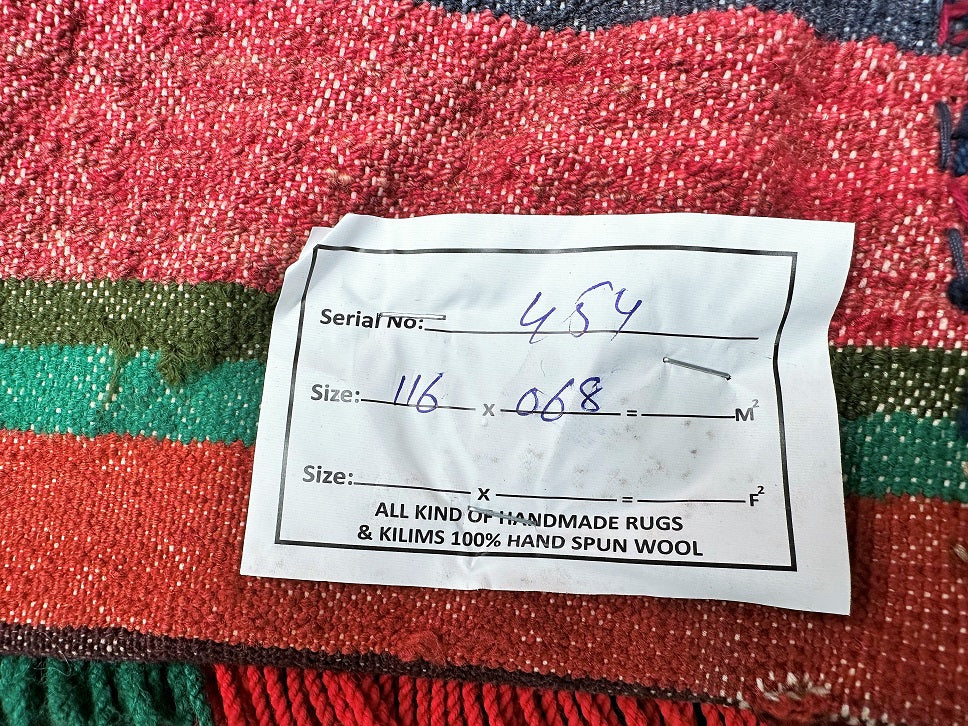 Serial No: 454
Size: 116 x 068 = M²
Size: x = F²
ALL KIND OF HANDMADE RUGS
& KILIMS 100% HAND SPUN WOOL